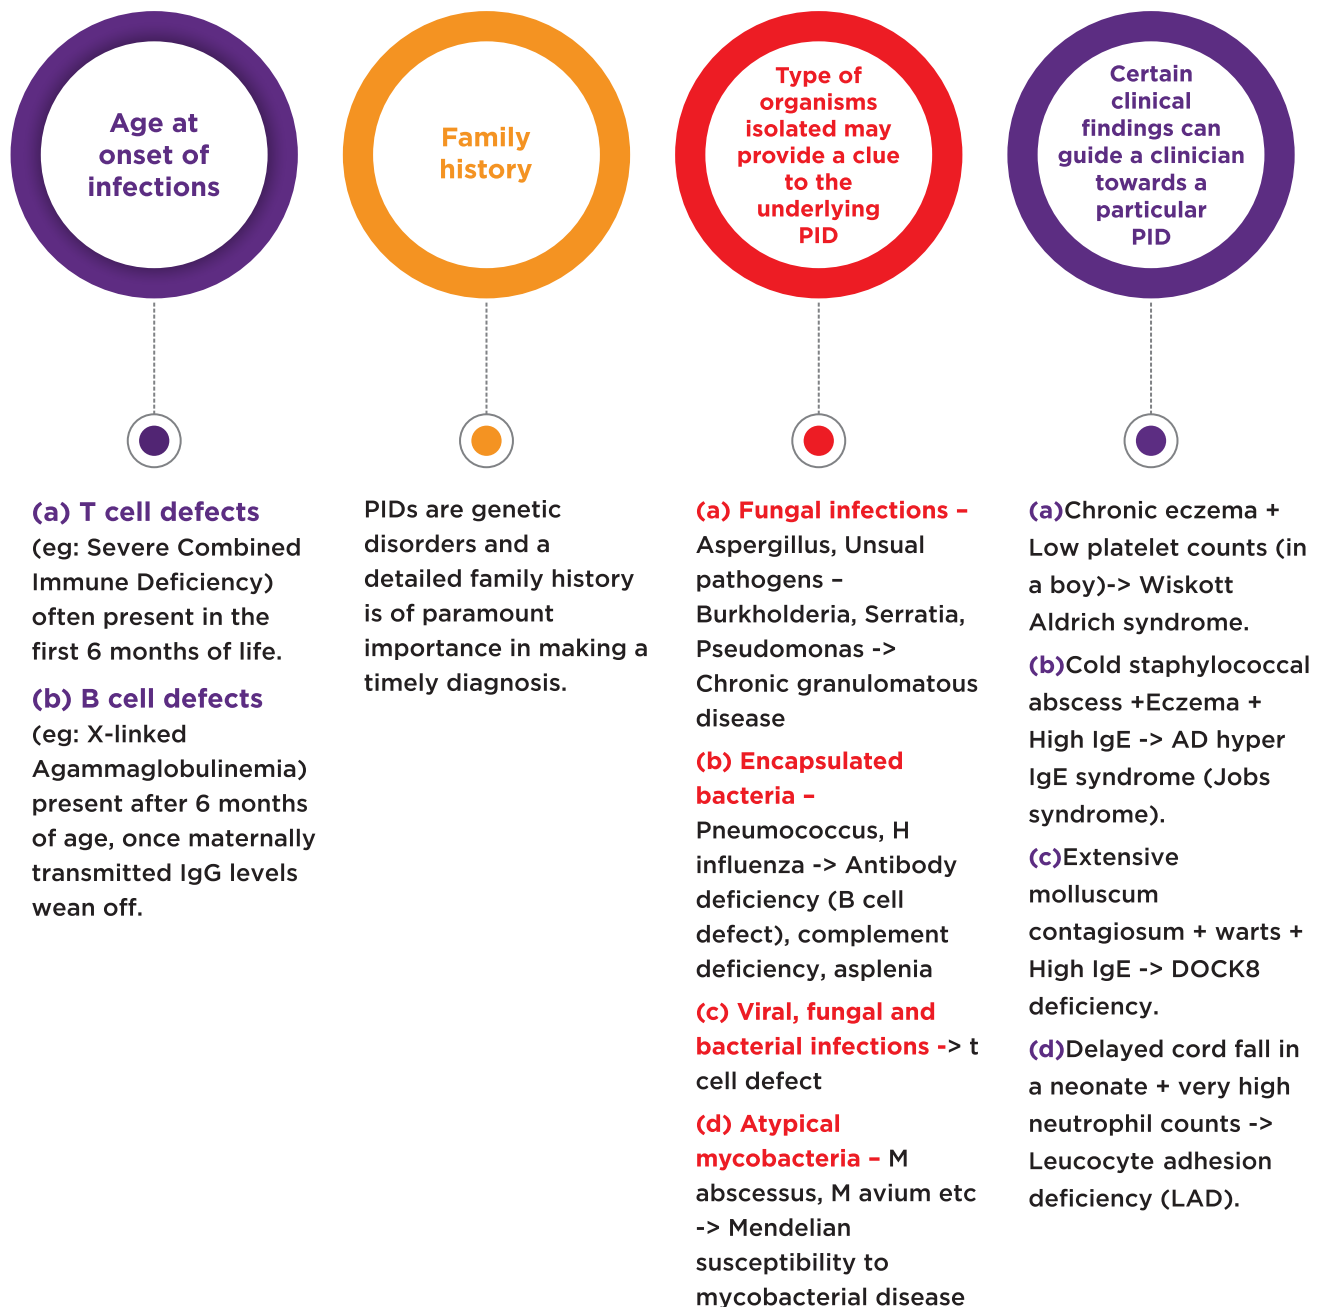 Age at
onset of
infections
(a) T cell defects
(eg: Severe Combined
Immune Deficiency)
often present in the
first 6 months of life.
(b) B cell defects
(eg: X-linked
Agammaglobulinemia)
present after 6 months
of age, once maternally
transmitted IgG levels
wean off.
Family
history
PIDs are genetic
disorders and a
detailed family history
is of paramount
importance in making a
timely diagnosis.
Type of
organisms
isolated may
provide a clue
to the
underlying
PID
(a) Fungal infections –
Aspergillus, Unsual
pathogens –
Burkholderia, Serratia,
Pseudomonas ->
Chronic granulomatous
disease
(b) Encapsulated
bacteria –
Pneumococcus, H
influenza -> Antibody
deficiency (B cell
defect), complement
deficiency, asplenia
(c) Viral, fungal and
bacterial infections -> t
cell defect
(d) Atypical
mycobacteria – M
abscessus, M avium etc
-> Mendelian
susceptibility to
mycobacterial disease
Certain
clinical
findings can
guide a clinician
towards a
particular
PID
(a)Chronic eczema +
Low platelet counts (in
a boy)-> Wiskott
Aldrich syndrome.
(b)Cold staphylococcal
abscess +Eczema +
High IgE -> AD hyper
IgE syndrome (Jobs
syndrome).
(c)Extensive
molluscum
contagiosum + warts +
High IgE -> DOCK8
deficiency.
(d)Delayed cord fall in
a neonate + very high
neutrophil counts ->
Leucocyte adhesion
deficiency (LAD).